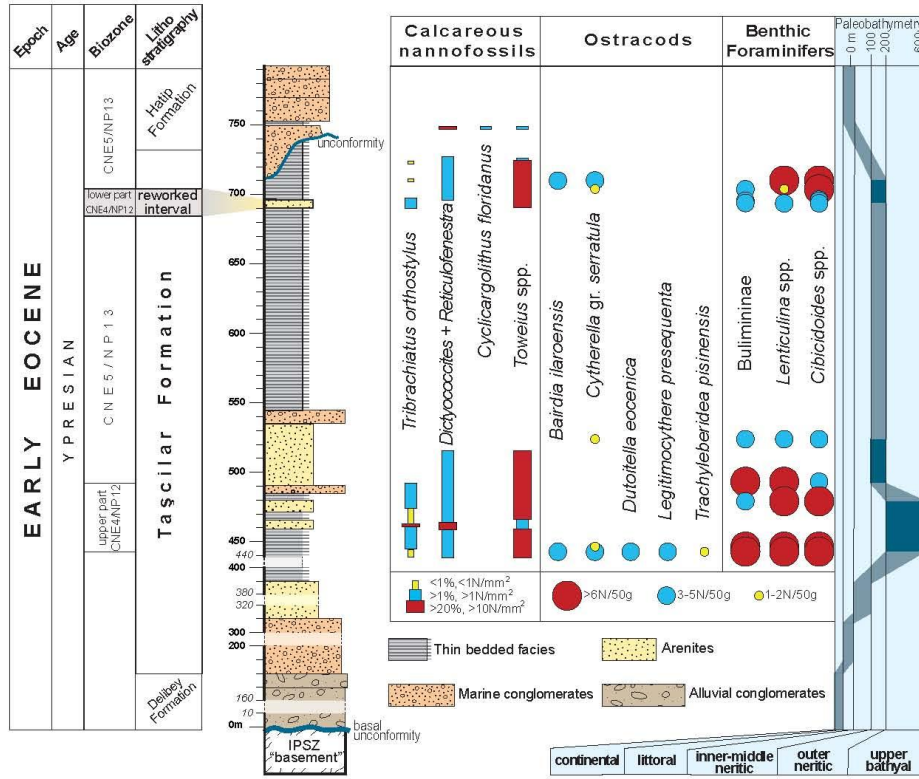 Epoch
Age
Biozone
Litho
stratigraphy
Calcareous
nannofossils
Ostracods
Benthic
Foraminifers
Paleobathymetry
0 m
100
200
600
EARLY EOCENE
YPRESIAN
CNE5/NP13
lower part
CNE4/NP12
CNE5/NP13
upper part
CNE4/NP12
Hatip
Formation
reworked
interval
Taşcilar Formation
Delibey
Formation
750
700
650
600
550
500
450
440
400
380
320
300
200
160
10
0m
unconformity
basal
unconformity
IPSZ
"basement"
Tribrachiatus orthostylus
Dictyococcites + Reticulofenestra
Cyclicargolithus floridanus
Toweius spp.
Bairdia ilaroensis
Cytherella gr. serratula
Dutoitella eocenica
Legitimocythere presequenta
Trachyleberidea pisinensis
Bulimininae
Lenticulina spp.
Cibicidoides spp.
<1%, <1N/mm²
>1%, >1N/mm²
>20%, >10N/mm²
>6N/50g
3-5N/50g
1-2N/50g
Thin bedded facies
Arenites
Marine conglomerates
Alluvial conglomerates
continental
littoral
inner-middle
neritic
outer
neritic
upper
bathyal